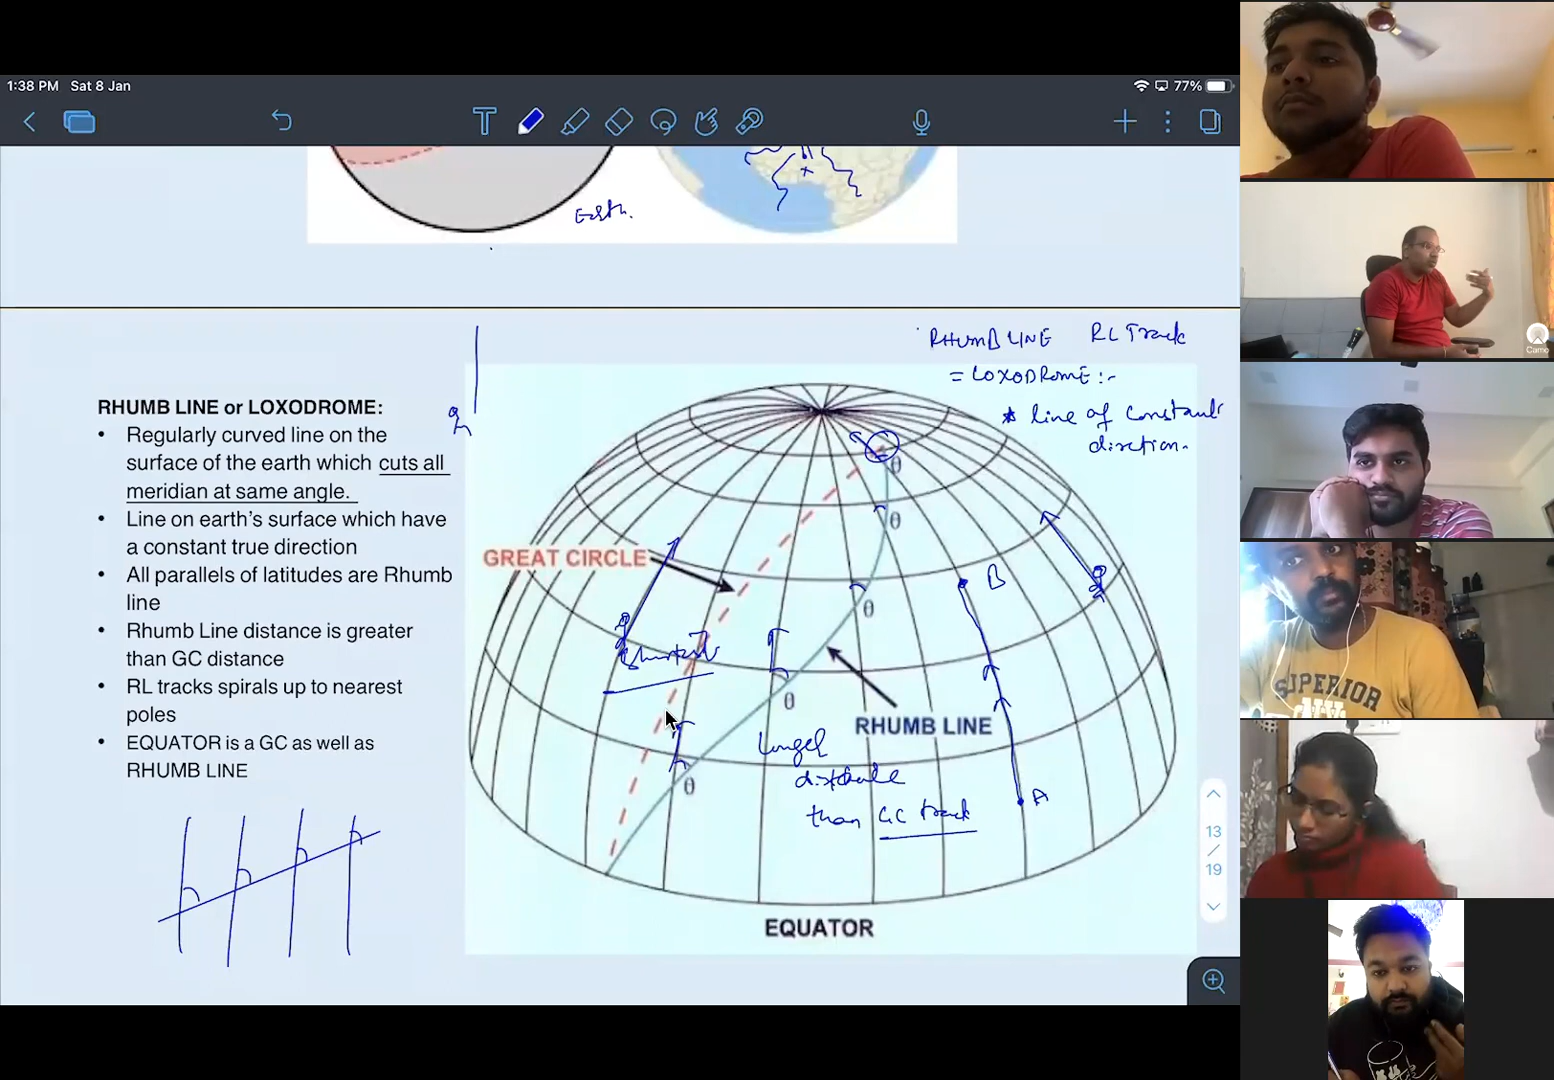 1:38 PM Sat 8 Jan
77%
Earth.
RHUMB LINE RL Track
= LOXODROME :-
* line of constant
direction.
RHUMB LINE or LOXODROME:
• Regularly curved line on the
surface of the earth which cuts all
meridian at same angle.
• Line on earth's surface which have
a constant true direction
• All parallels of latitudes are Rhumb
line
• Rhumb Line distance is greater
than GC distance
• RL tracks spirals up to nearest
poles
• EQUATOR is a GC as well as
RHUMB LINE
θ
θ
GREAT CIRCLE
B
θ
Shortest
θ
RHUMB LINE
θ
distance
A
than GC track
EQUATOR
13
/
19
Camo
SUPERIOR